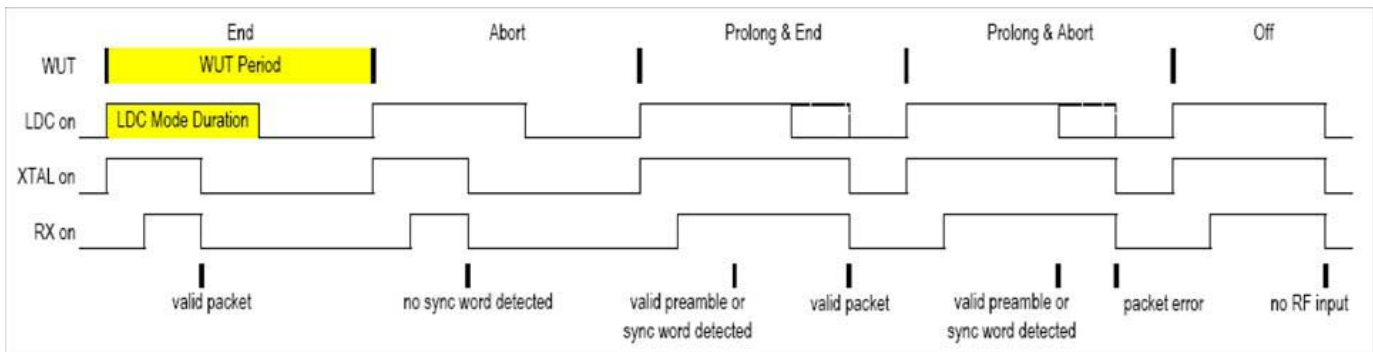 End Abort Prolong & End Prolong & Abort Off
WUT WUT Period
LDC on LDC Mode Duration
XTAL on
RX on
valid packet no sync word detected valid preamble or valid packet valid preamble or packet error no RF input
sync word detected sync word detected